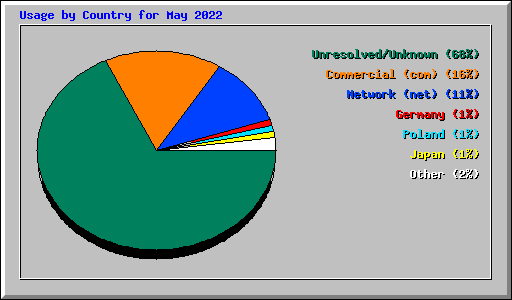 Usage by Country for May 2022
Unresolved/Unknown (68%)
Commercial (com) (16%)
Network (net) (11%)
Germany (1%)
Poland (1%)
Japan (1%)
Other (2%)